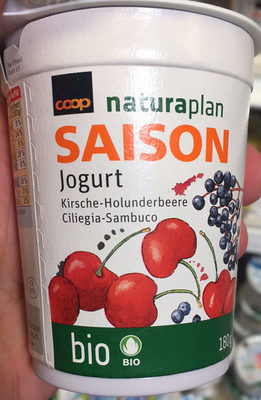 coop naturaplan
SAISON
Jogurt
Kirsche-Holunderbeere
Ciliegia-Sambuco
bio
BIO
180g